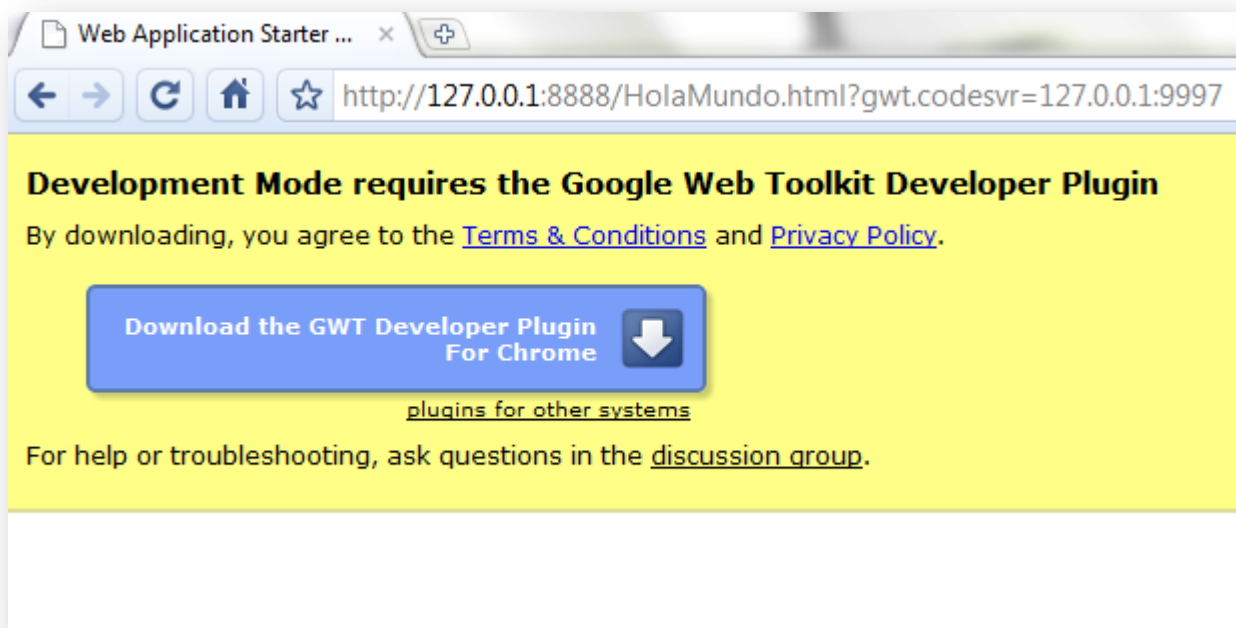 Web Application Starter ...
http://127.0.0.1:8888/HolaMundo.html?gwt.codesvr=127.0.0.1:9997
Development Mode requires the Google Web Toolkit Developer Plugin
By downloading, you agree to the Terms & Conditions and Privacy Policy.
Download the GWT Developer Plugin
For Chrome
plugins for other systems
For help or troubleshooting, ask questions in the discussion group.